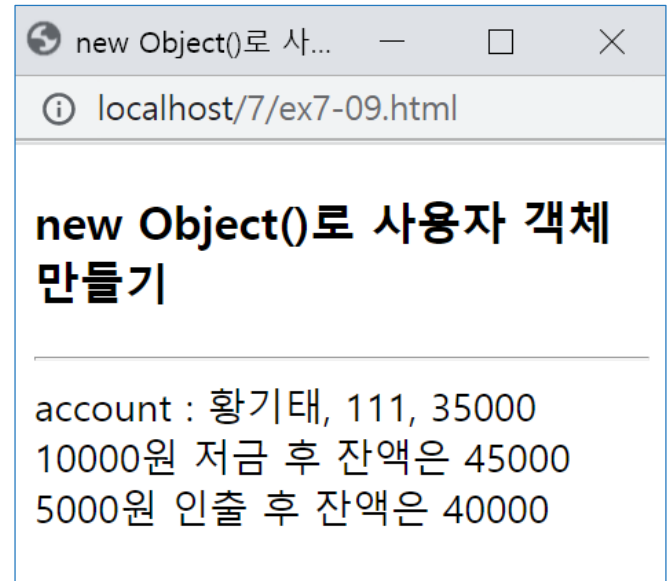 new Object()로 사...
localhost/7/ex7-09.html
new Object()로 사용자 객체
만들기
account : 황기태, 111, 35000
10000원 저금 후 잔액은 45000
5000원 인출 후 잔액은 40000